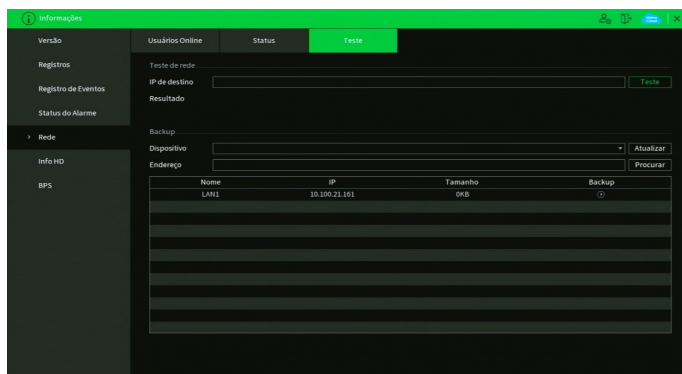 Informações
Versão
Registros
Registro de Eventos
Status do Alarme
Rede
Info HD
BPS
Usuários Online Status Teste
Teste de rede
IP de destino Teste
Resultado
Backup
Dispositivo Atualizar
Endereço Procurar
Nome IP Tamanho Backup
LAN1 10.100.21.161 0KB